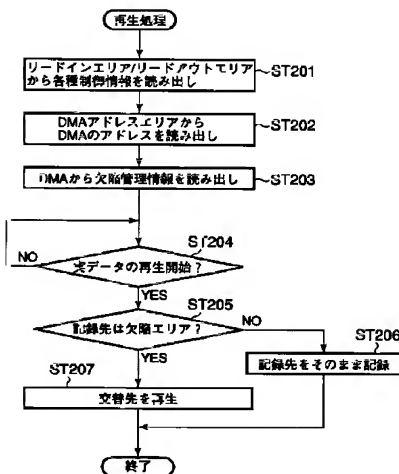 再生処理
リードインエリア/リードアウトエリア
から各種制御情報を読み出し
ST201
DMAアドレスエリアから
DMAのアドレスを読み出し
ST202
DMAから欠陥管理情報を読み出し
ST203
ST204
NO
実データの再生開始？
YES
ST205
記録先は欠陥エリア？
NO
YES
ST206
記録先をそのまま記録
ST207
交替先を再生
終了